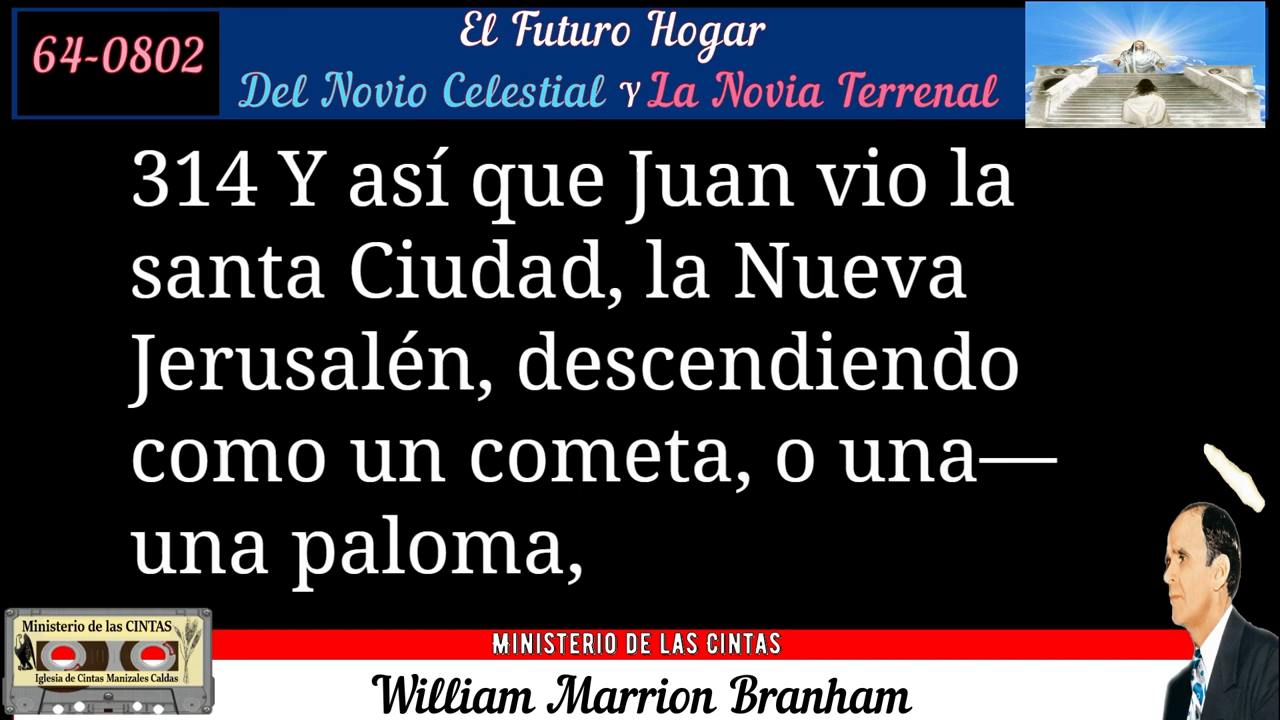 64-0802
El Futuro Hogar
Del Novio Celestial Y La Novia Terrenal
314 Y así que Juan vio la
santa Ciudad, la Nueva
Jerusalén, descendiendo
como un cometa, o una—
una paloma,
Ministerio de las CINTAS
Iglesia de Cintas Manizales Caldas
MINISTERIO DE LAS CINTAS
William Marrion Branham